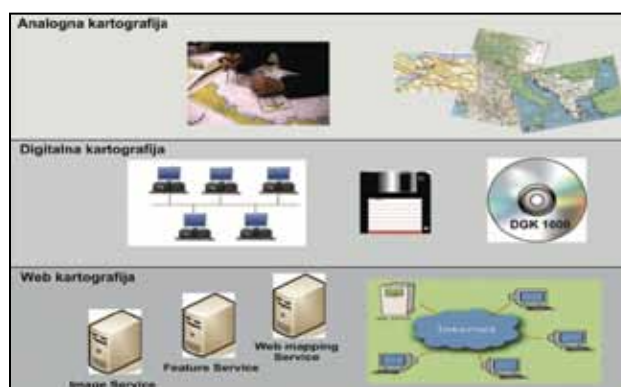 Analogna kartografija
Digitalna kartografija
DGK 1000
Web kartografija
Web mapping
Service
Feature Service
Image Service
Internet